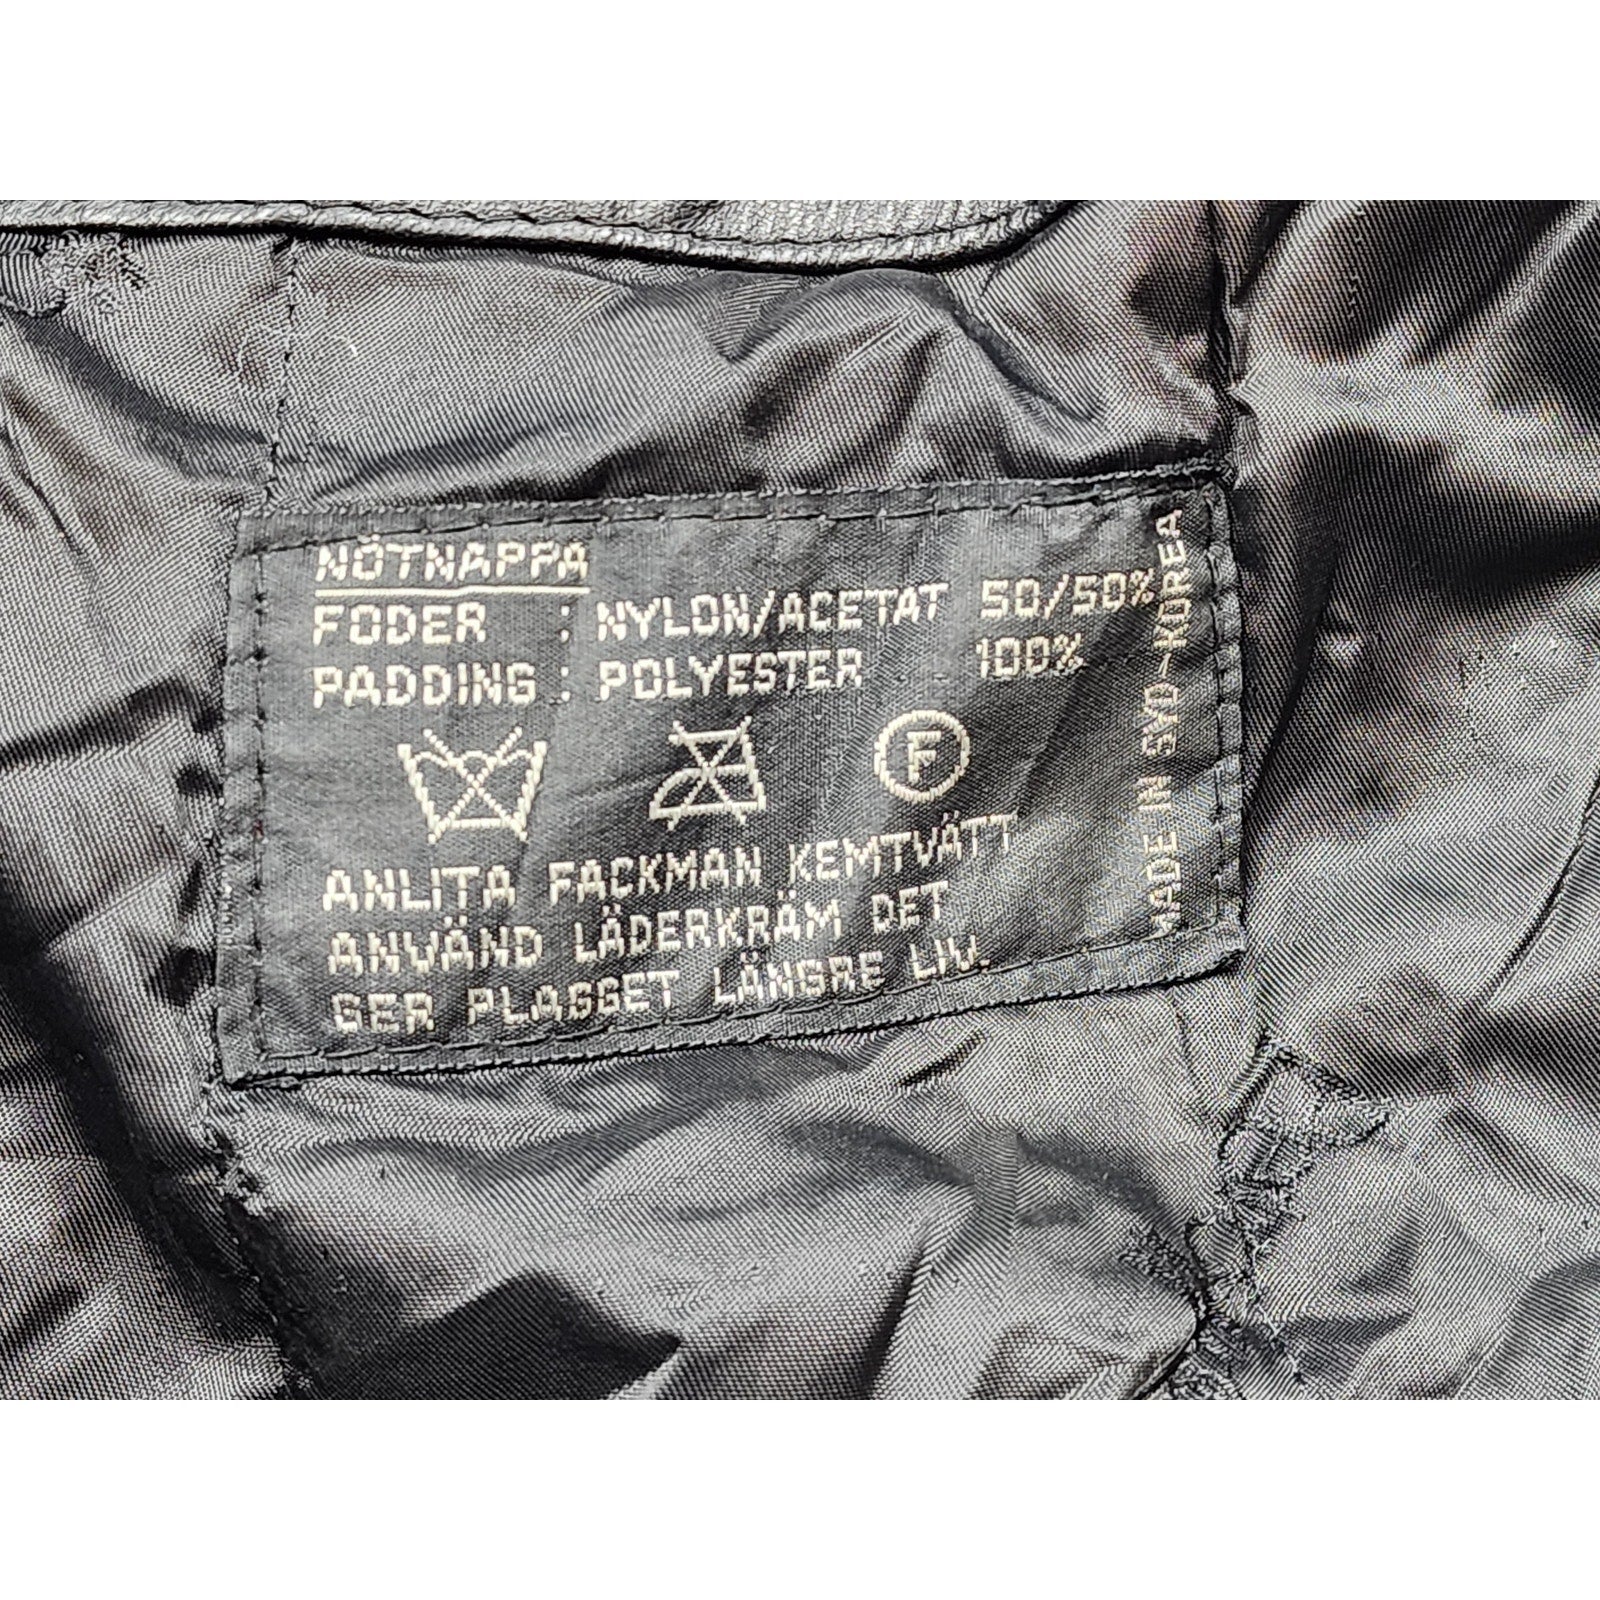 NÖTNAPPA
FODER : NYLON/ACETAT 50/50%
PADDING : POLYESTER 100%
F
ANLITA FACKMAN KEMTVÄTT
ANVÄND LÄDERKRÄM DET
GER PLAGGET LÄNGRE LIV.
MADE IN SYD-KOREA